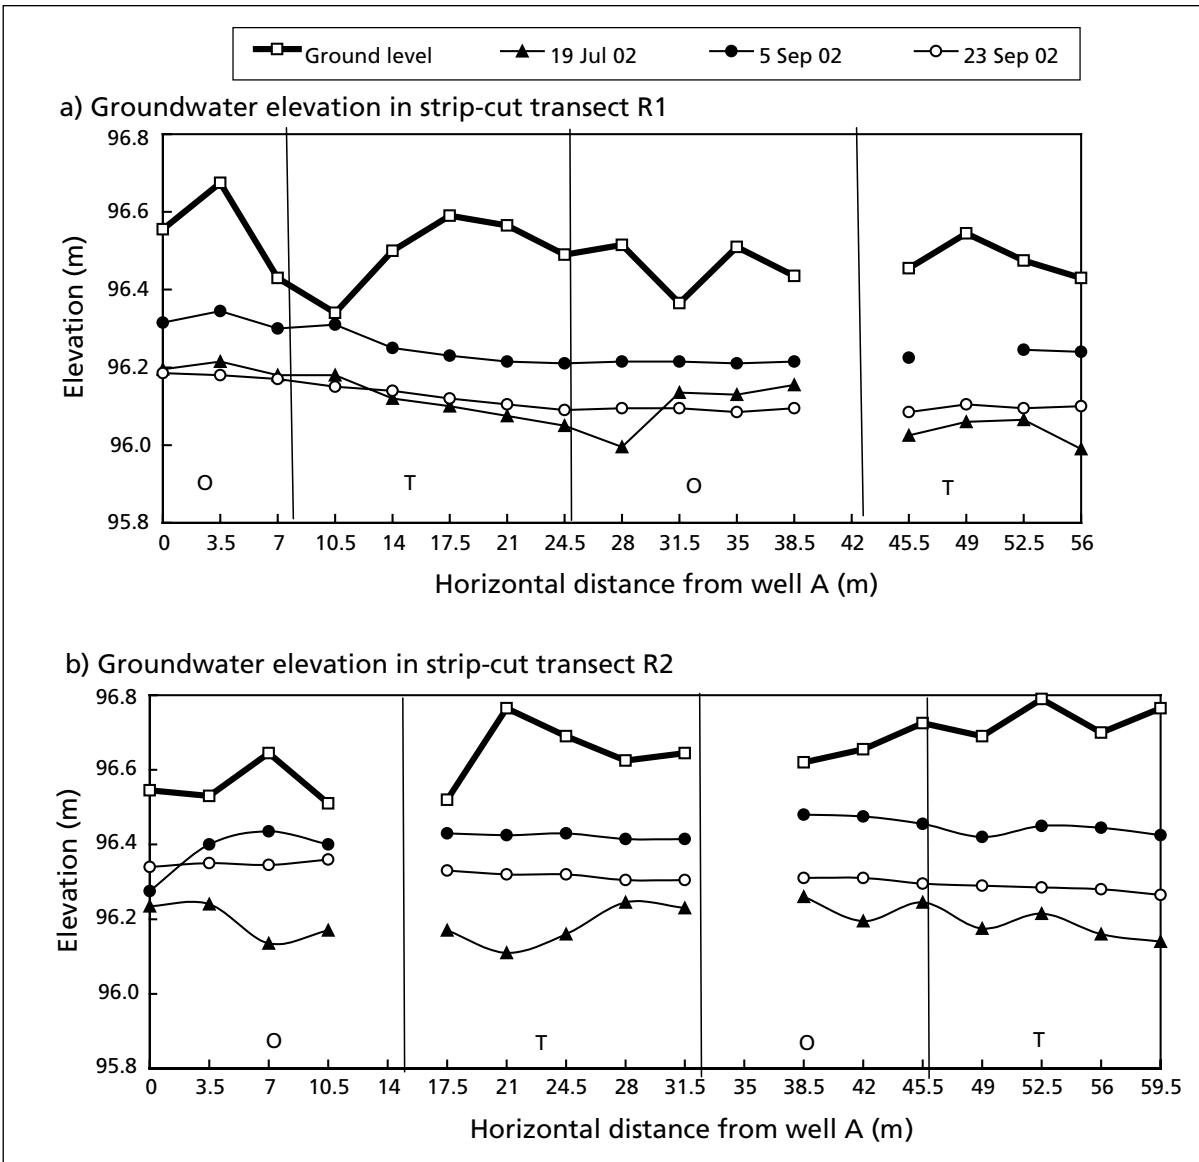 Ground level 19 Jul 02 5 Sep 02 23 Sep 02
a) Groundwater elevation in strip-cut transect R1
96.8
96.6
96.4
96.2
96.0
95.8
Elevation (m)
O T O T
0 3.5 7 10.5 14 17.5 21 24.5 28 31.5 35 38.5 42 45.5 49 52.5 56
Horizontal distance from well A (m)
b) Groundwater elevation in strip-cut transect R2
96.8
96.6
96.4
96.2
96.0
95.8
Elevation (m)
O T O T
0 3.5 7 10.5 14 17.5 21 24.5 28 31.5 35 38.5 42 45.5 49 52.5 56 59.5
Horizontal distance from well A (m)